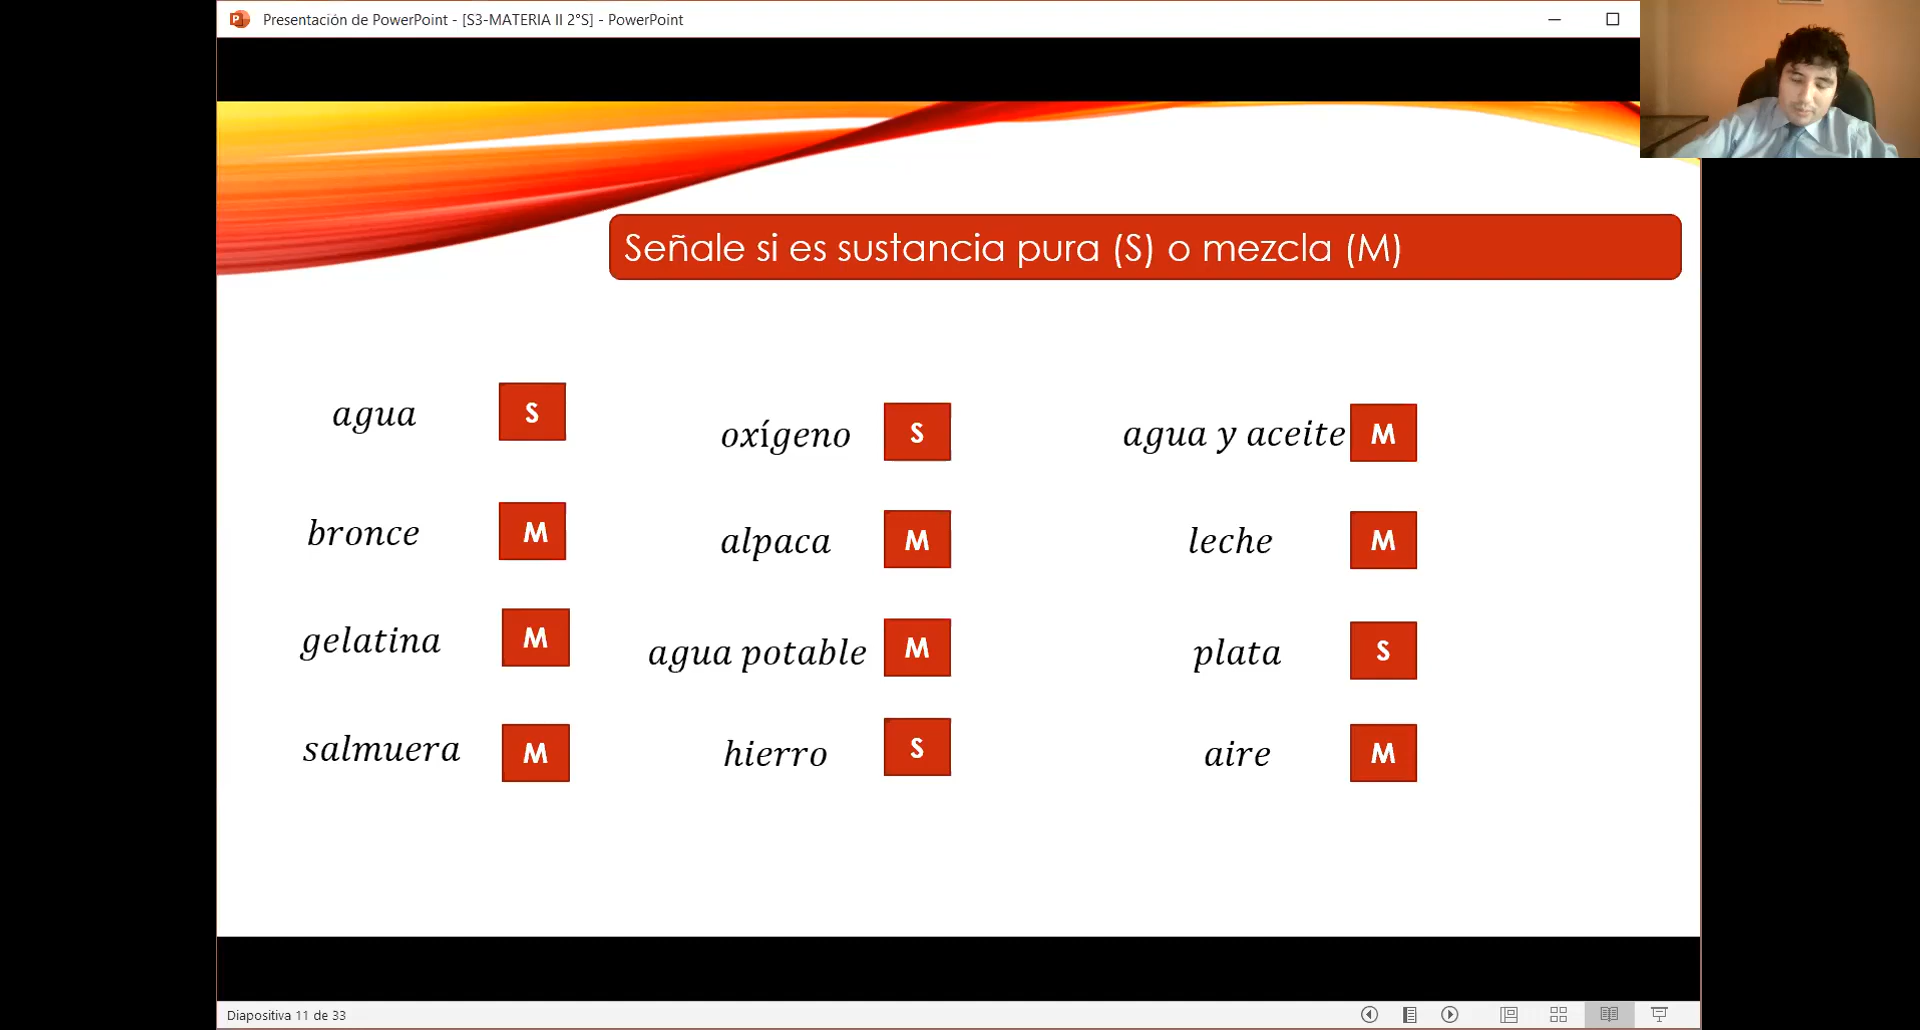 Presentación de PowerPoint - [S3-MATERIA II 2°S] - PowerPoint
Señale si es sustancia pura (S) o mezcla (M)
agua S
oxígeno S
agua y aceite M
bronce M
alpaca M
leche M
gelatina M
agua potable M
plata S
salmuera M
hierro S
aire M
Diapositiva 11 de 33